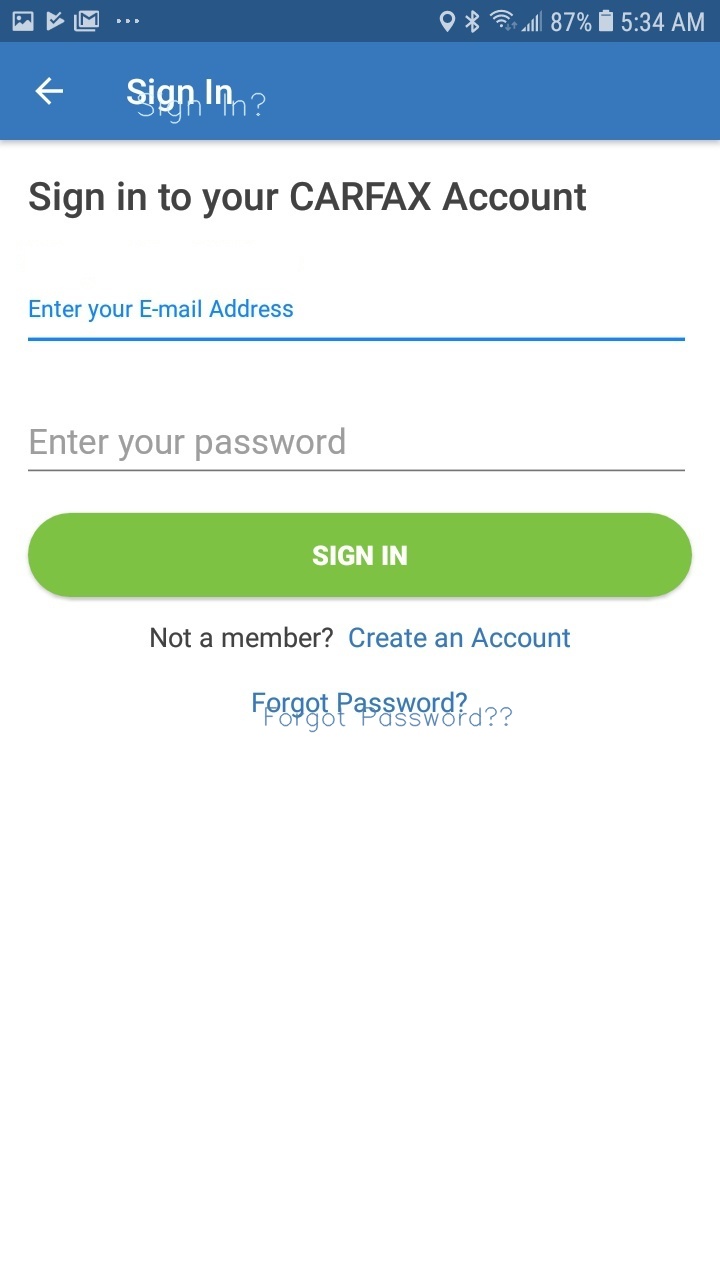 87% 5:34 AM
Sign In
Sign In?
Sign in to your CARFAX Account
Enter your E-mail Address
Enter your password
SIGN IN
Not a member? Create an Account
Forgot Password?
Forgot Password??